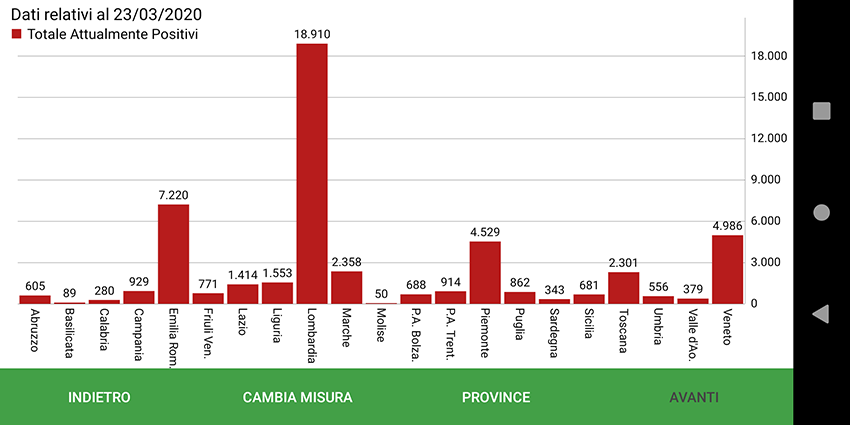 Dati relativi al 23/03/2020
Totale Attualmente Positivi
18.910
18.000
15.000
12.000
9.000
7.220
6.000
4.986
4.529
3.000
2.358
2.301
1.414
1.553
605
89
280
929
771
50
688
914
862
343
681
556
379
0
Abruzzo
Basilicata
Calabria
Campania
Emilia Rom.
Friuli Ven.
Lazio
Liguria
Lombardia
Marche
Molise
P.A. Bolza.
P.A. Trent.
Piemonte
Puglia
Sardegna
Sicilia
Toscana
Umbria
Valle d'Ao.
Veneto
INDIETRO CAMBIA MISURA PROVINCE AVANTI